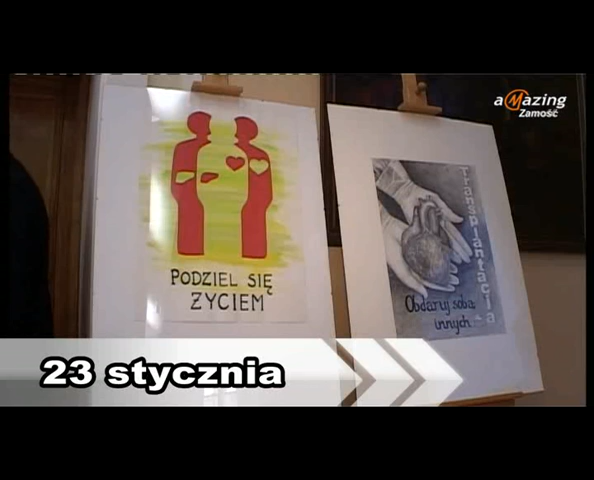 aMazing
Zamość
PODZIEL SIĘ
ŻYCIEM
Transplantacja
Obdaruj sobą
innych
23 stycznia